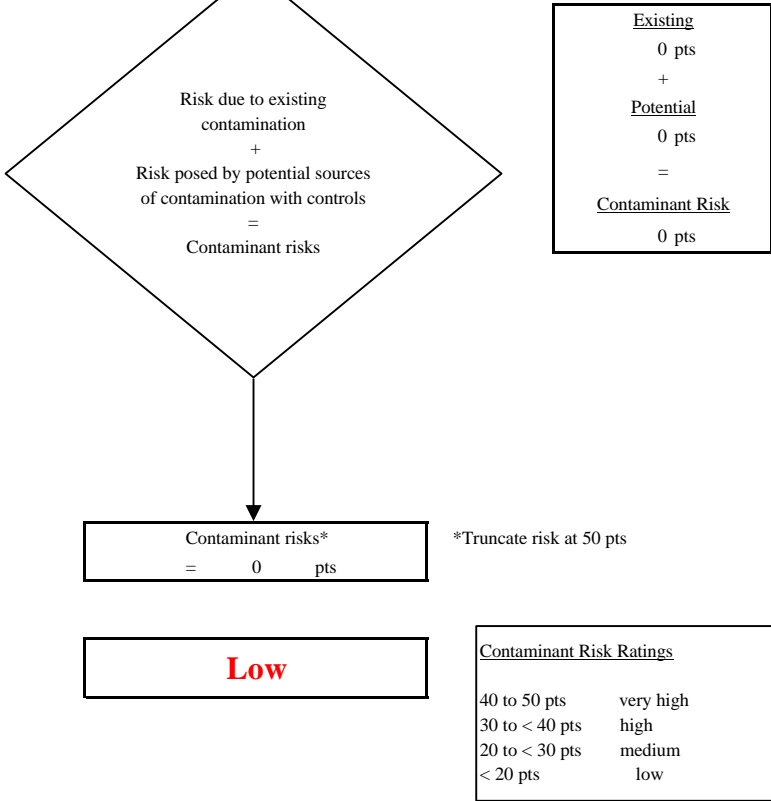 Risk due to existing
contamination
+
Risk posed by potential sources
of contamination with controls
=
Contaminant risks
Existing
0 pts
+
Potential
0 pts
=
Contaminant Risk
0 pts
Contaminant risks*
= 0 pts
*Truncate risk at 50 pts
Low
Contaminant Risk Ratings
40 to 50 pts very high
30 to < 40 pts high
20 to < 30 pts medium
< 20 pts low